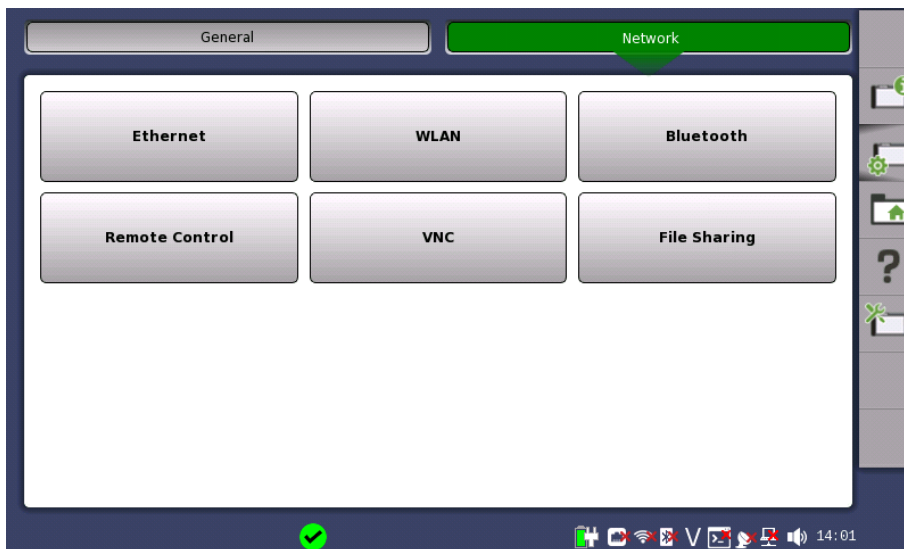 General
Network
Ethernet
WLAN
Bluetooth
Remote Control
VNC
File Sharing
?
V
14:01